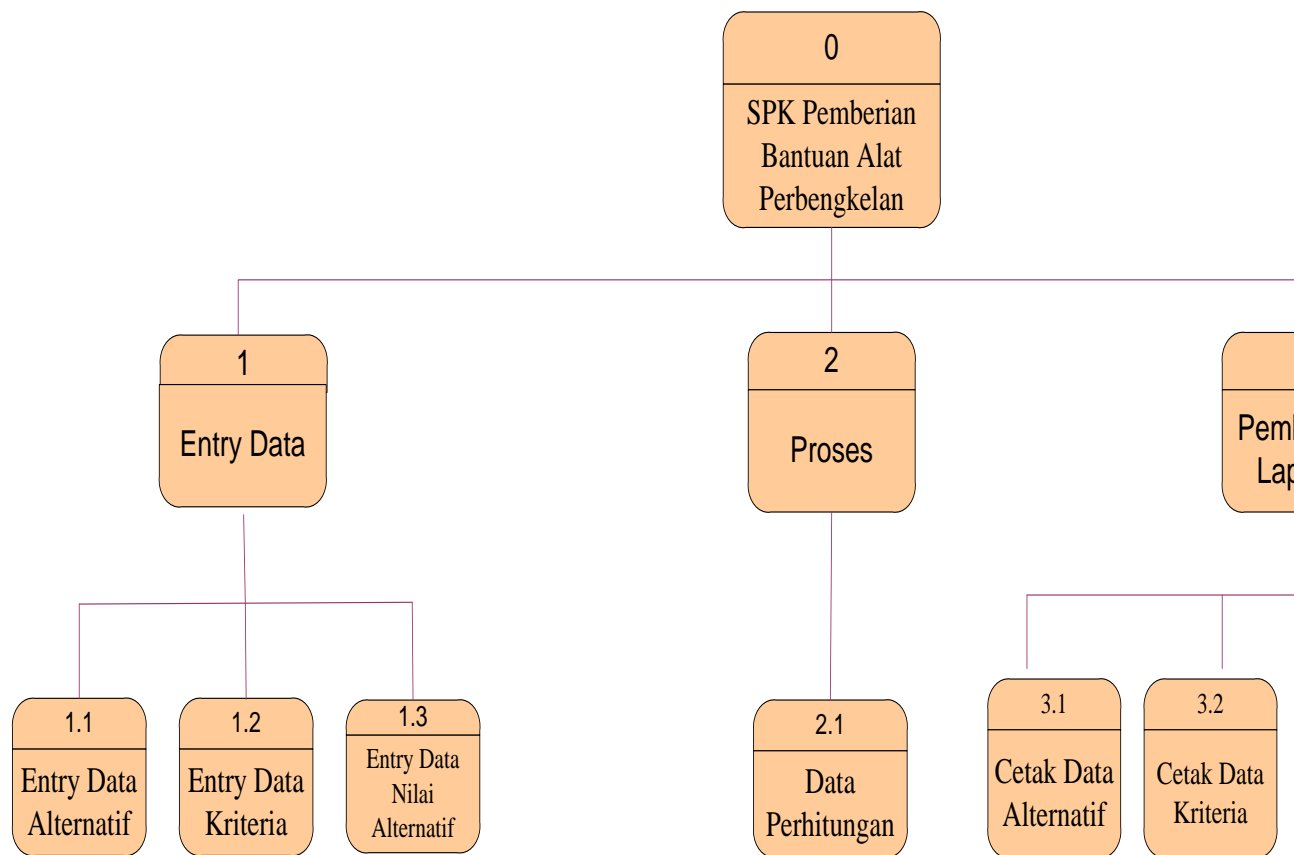 0
SPK Pemberian
Bantuan Alat
Perbengkelan
1
Entry Data
2
Proses
1.1
Entry Data
Alternatif
1.2
Entry Data
Kriteria
1.3
Entry Data
Nilai
Alternatif
2.1
Data
Perhitungan
3.1
Cetak Data
Alternatif
3.2
Cetak Data
Kriteria